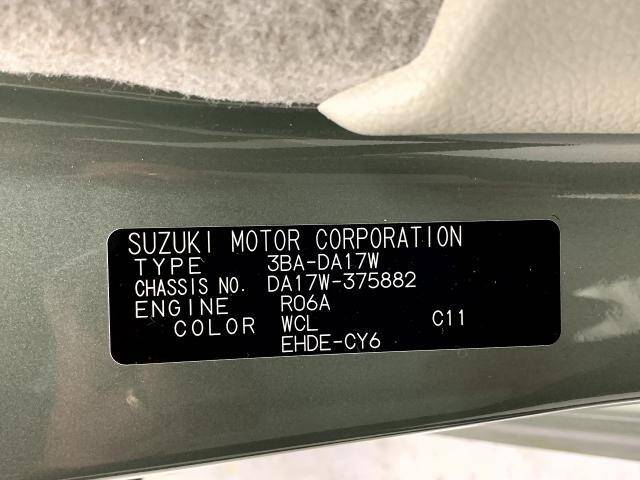 SUZUKI MOTOR CORPORATION
TYPE 3BA-DA17W
CHASSIS NO. DA17W-375882
ENGINE R06A
COLOR WCL C11
EHDE-CY6